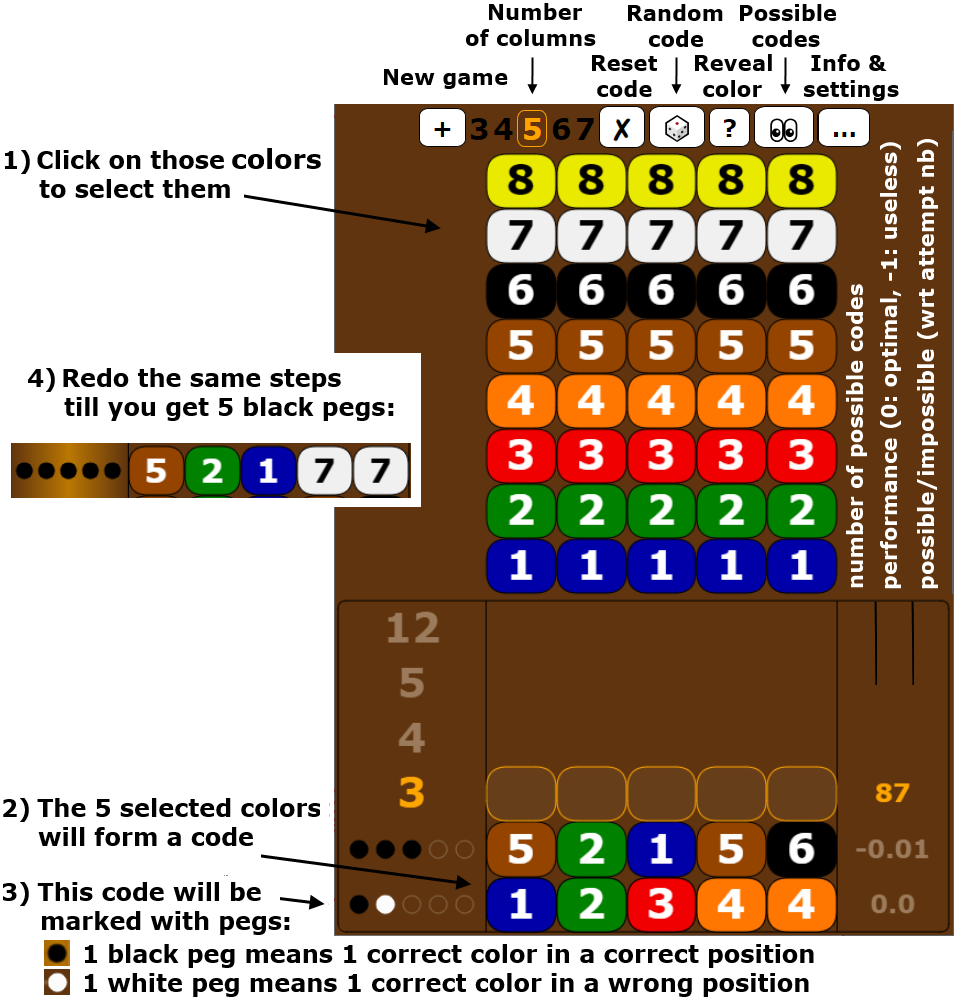 Number
of columns
Random
code
Possible
codes
New game
Reset
code
Reveal
color
Info &
settings
+ 3 4 5 6 7 ✗ ? ...
1) Click on those colors
to select them
8 8 8 8 8
7 7 7 7 7
6 6 6 6 6
5 5 5 5 5
4 4 4 4 4
3 3 3 3 3
2 2 2 2 2
1 1 1 1 1
number of possible codes
performance (0: optimal, -1: useless)
possible/impossible (wrt attempt nb)
4) Redo the same steps
till you get 5 black pegs:
5 2 1 7 7
12
5
4
3 87
2) The 5 selected colors
will form a code
5 2 1 5 6 -0.01
3) This code will be
marked with pegs:
1 2 3 4 4 0.0
1 black peg means 1 correct color in a correct position
1 white peg means 1 correct color in a wrong position